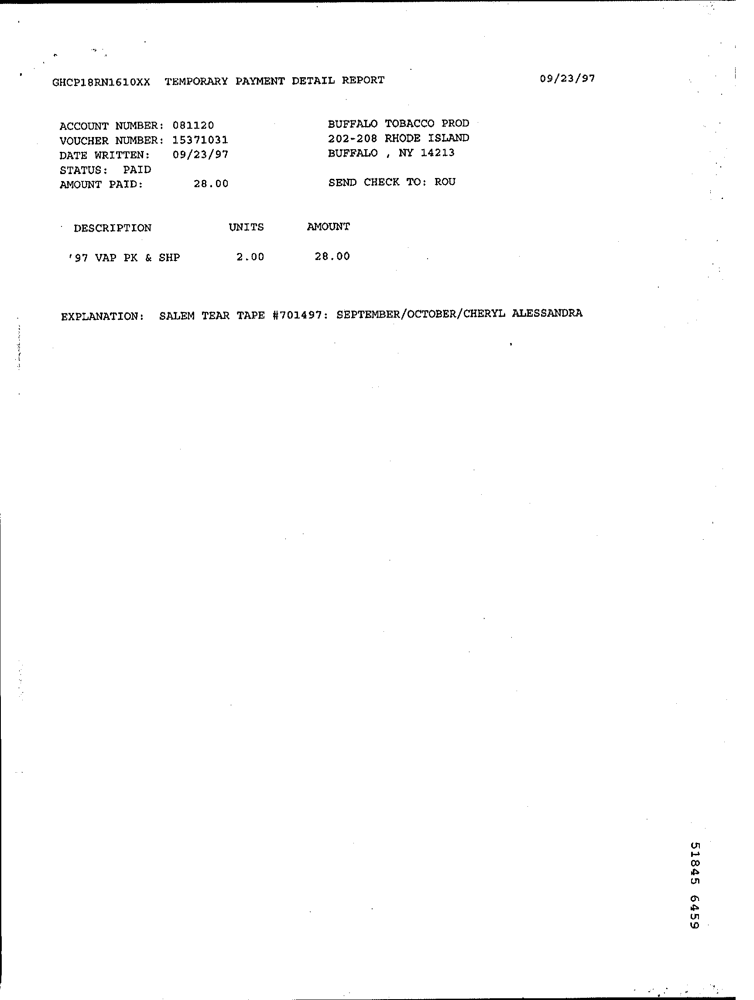 GHCP18RN1610XX TEMPORARY PAYMENT DETAIL REPORT 09/23/97
ACCOUNT NUMBER: 081120 BUFFALO TOBACCO PROD
VOUCHER NUMBER: 15371031 202-208 RHODE ISLAND
DATE WRITTEN: 09/23/97 BUFFALO , NY 14213
STATUS: PAID
AMOUNT PAID: 28.00 SEND CHECK TO: ROU
DESCRIPTION UNITS AMOUNT
'97 VAP PK & SHP 2.00 28.00
EXPLANATION: SALEM TEAR TAPE #701497: SEPTEMBER/OCTOBER/CHERYL ALESSANDRA
51845 6459